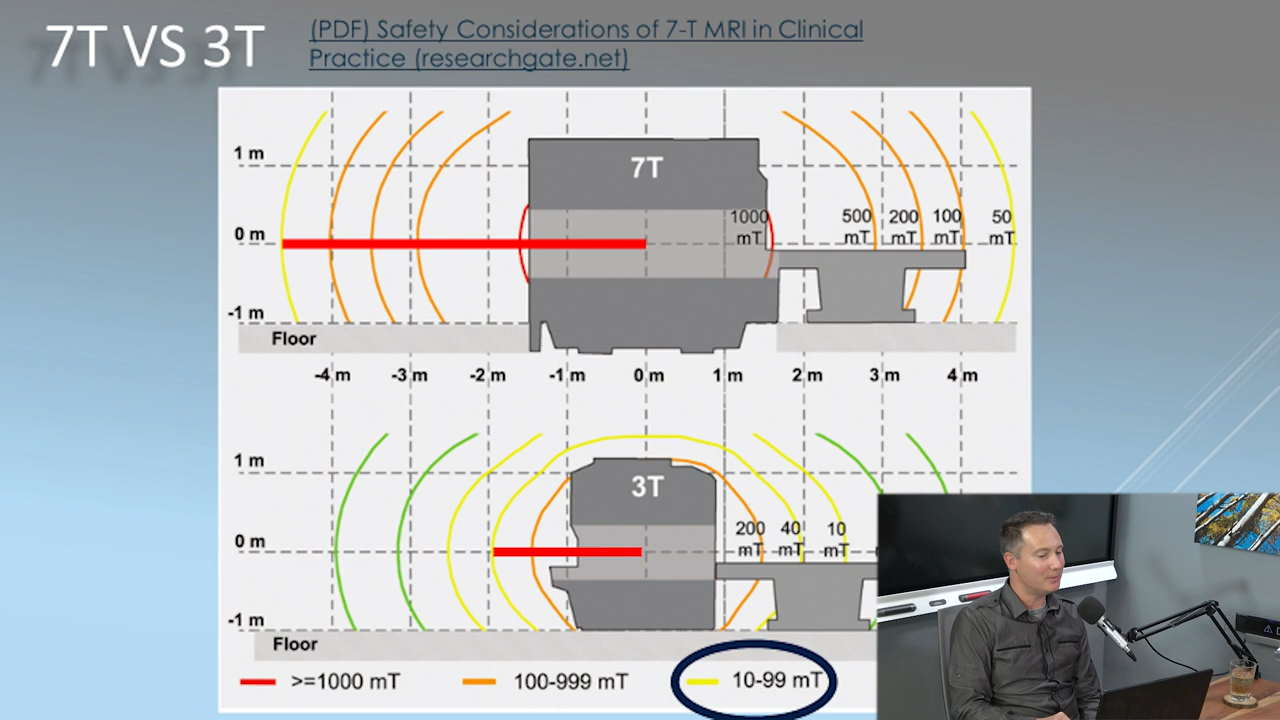 7T VS 3T
(PDF) Safety Considerations of 7-T MRI in Clinical
Practice (researchgate.net)
7T
1 m
0 m
-1 m
1000 500 200 100 50
mT mT mT mT mT
Floor
-4 m -3 m -2 m -1 m 0 m 1 m 2 m 3 m 4 m
3T
1 m
0 m
-1 m
200 40 10
mT mT mT
Floor
>=1000 mT 100-999 mT 10-99 mT